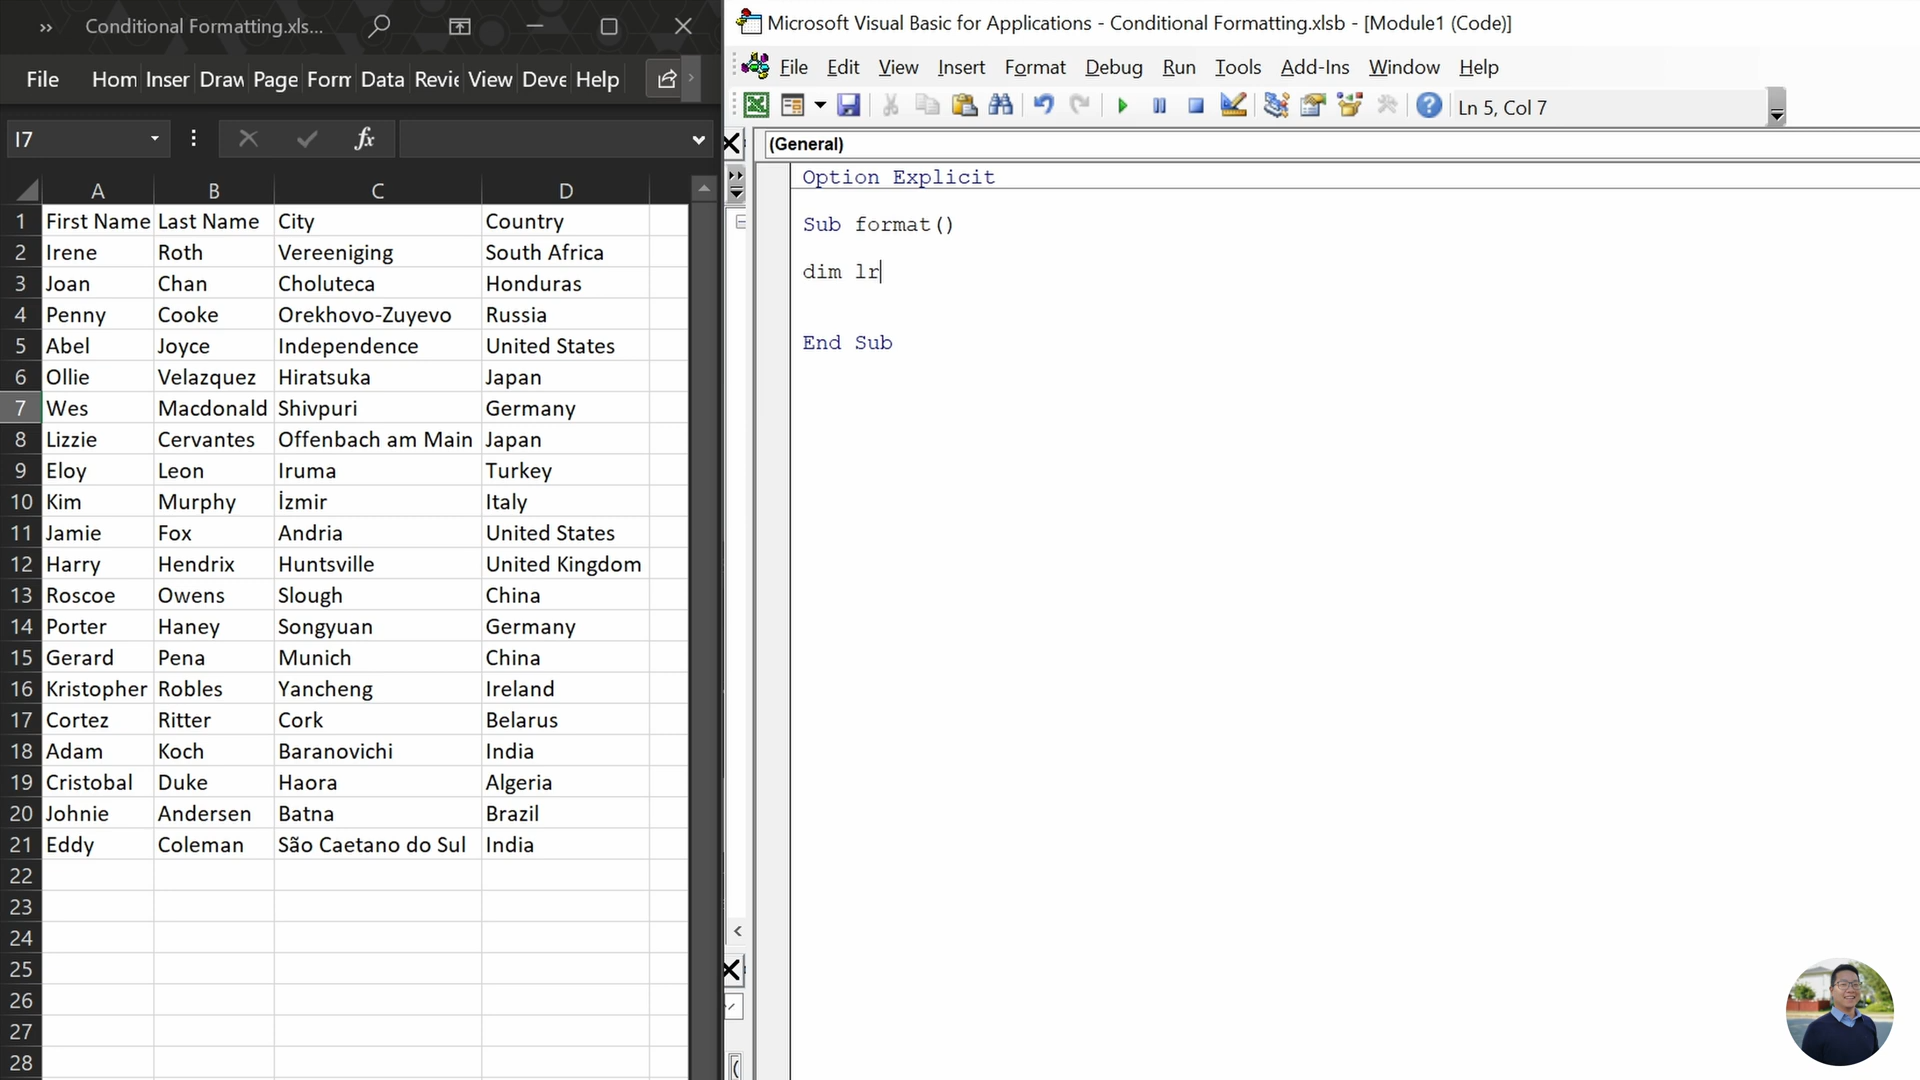 Conditional Formatting.xls...
File Hom Inser Draw Page Form Data Revie View Deve Help
I7 fx
A B C D
1 First Name Last Name City Country
2 Irene Roth Vereeniging South Africa
3 Joan Chan Choluteca Honduras
4 Penny Cooke Orekhovo-Zuyevo Russia
5 Abel Joyce Independence United States
6 Ollie Velazquez Hiratsuka Japan
7 Wes Macdonald Shivpuri Germany
8 Lizzie Cervantes Offenbach am Main Japan
9 Eloy Leon Iruma Turkey
10 Kim Murphy İzmir Italy
11 Jamie Fox Andria United States
12 Harry Hendrix Huntsville United Kingdom
13 Roscoe Owens Slough China
14 Porter Haney Songyuan Germany
15 Gerard Pena Munich China
16 Kristopher Robles Yancheng Ireland
17 Cortez Ritter Cork Belarus
18 Adam Koch Baranovichi India
19 Cristobal Duke Haora Algeria
20 Johnie Andersen Batna Brazil
21 Eddy Coleman São Caetano do Sul India
22
23
24
25
26
27
28
Microsoft Visual Basic for Applications - Conditional Formatting.xlsb - [Module1 (Code)]
File Edit View Insert Format Debug Run Tools Add-Ins Window Help
Ln 5, Col 7
(General)
Option Explicit
Sub format()
dim lr
End Sub